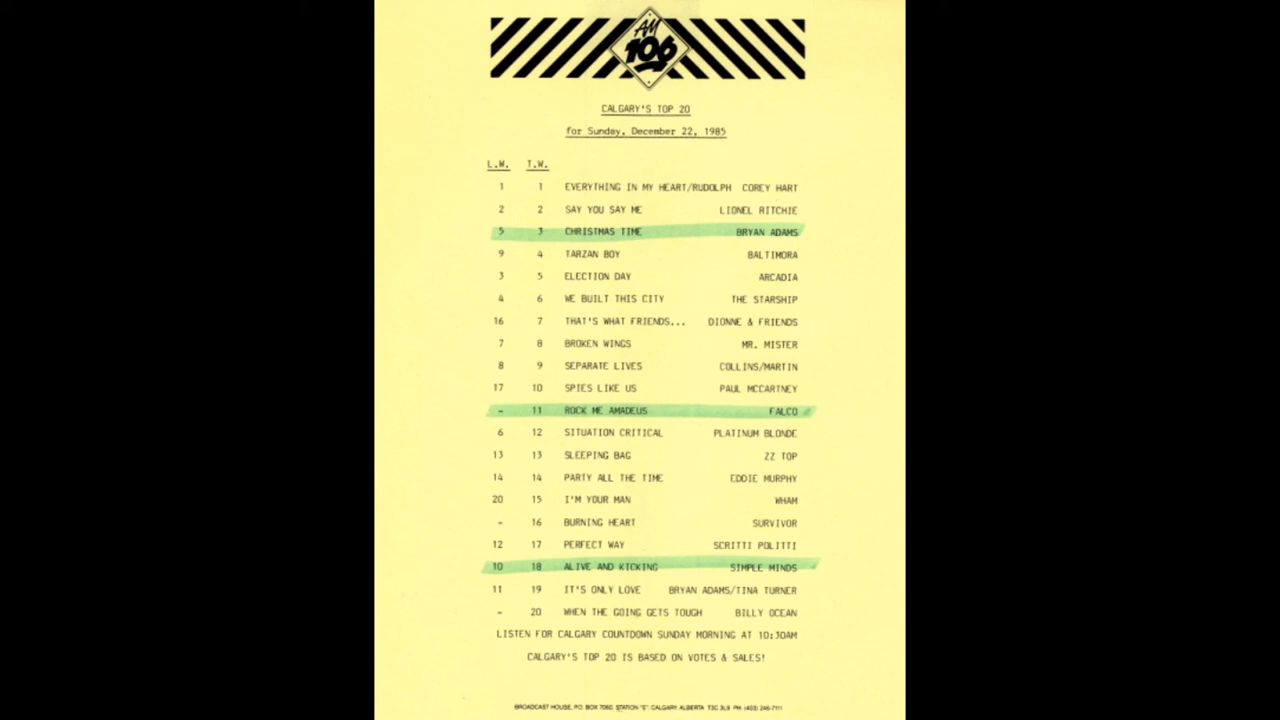 AM
106
CALGARY'S TOP 20
for Sunday, December 22, 1985
L.W. T.W.
1 1 EVERYTHING IN MY HEART/RUDOLPH COREY HART
2 2 SAY YOU SAY ME LIONEL RITCHIE
5 3 CHRISTMAS TIME BRYAN ADAMS
9 4 TARZAN BOY BALTIMORA
3 5 ELECTION DAY ARCADIA
4 6 WE BUILT THIS CITY THE STARSHIP
16 7 THAT'S WHAT FRIENDS... DIONNE & FRIENDS
7 8 BROKEN WINGS MR. MISTER
8 9 SEPARATE LIVES COLLINS/MARTIN
17 10 SPIES LIKE US PAUL MCCARTNEY
- 11 ROCK ME AMADEUS FALCO
6 12 SITUATION CRITICAL PLATINUM BLONDE
13 13 SLEEPING BAG ZZ TOP
14 14 PARTY ALL THE TIME EDDIE MURPHY
20 15 I'M YOUR MAN WHAM
- 16 BURNING HEART SURVIVOR
12 17 PERFECT WAY SCRITTI POLITTI
10 18 ALIVE AND KICKING SIMPLE MINDS
11 19 IT'S ONLY LOVE BRYAN ADAMS/TINA TURNER
- 20 WHEN THE GOING GETS TOUGH BILLY OCEAN
LISTEN FOR CALGARY COUNTDOWN SUNDAY MORNING AT 10:30AM
CALGARY'S TOP 20 IS BASED ON VOTES & SALES!
BROADCAST HOUSE, P.O. BOX 7060, STATION "E", CALGARY, ALBERTA T3C 3L9 PH: (403) 246-7111